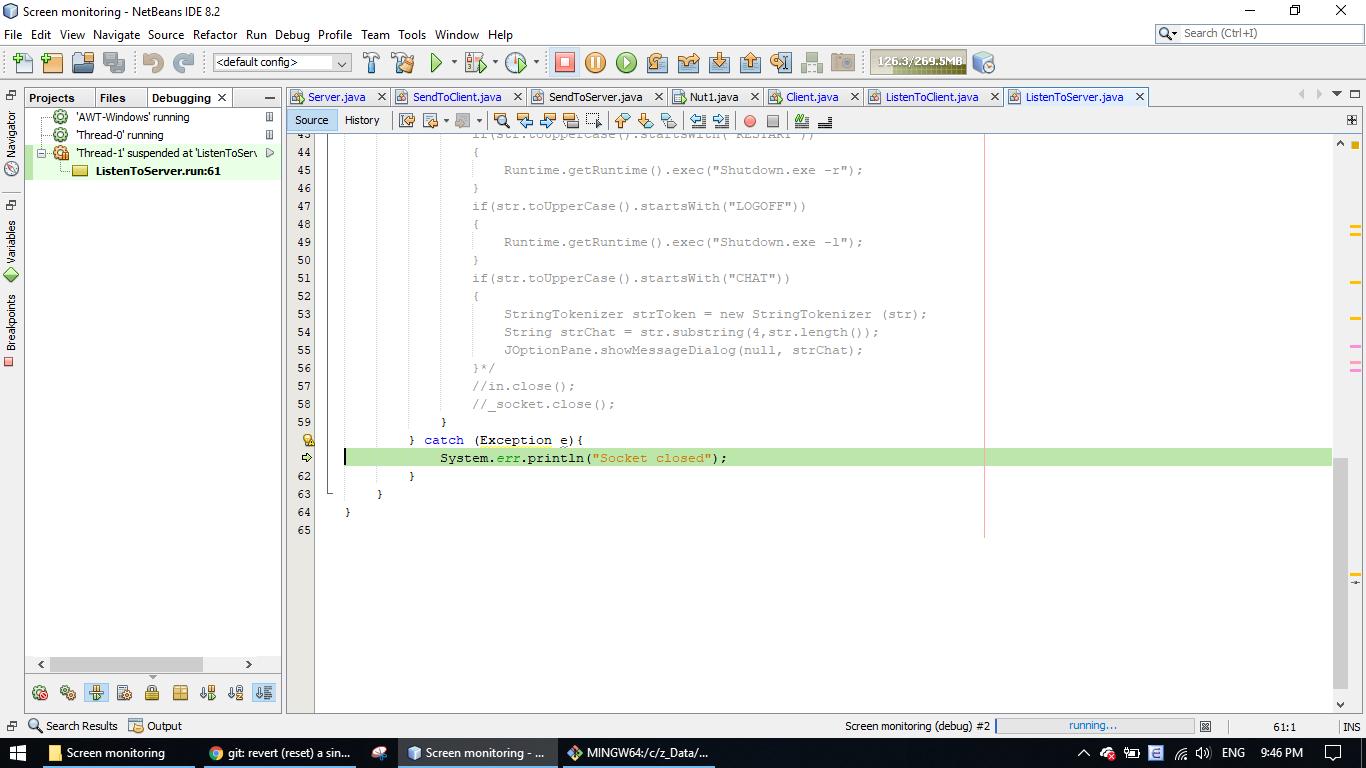 Screen monitoring - NetBeans IDE 8.2
File Edit View Navigate Source Refactor Run Debug Profile Team Tools Window Help
Search (Ctrl+I)
<default config>
126.3/269.5MB
Projects Files Debugging
Server.java SendToClient.java SendToServer.java Nut1.java Client.java ListenToClient.java ListenToServer.java
Navigator
Variables
Breakpoints
'AWT-Windows' running
'Thread-0' running
'Thread-1' suspended at 'ListenToServ
ListenToServer.run:61
Source History
43 if(str.toUpperCase().startsWith("RESTART"))
44 {
45 Runtime.getRuntime().exec("Shutdown.exe -r");
46 }
47 if(str.toUpperCase().startsWith("LOGOFF"))
48 {
49 Runtime.getRuntime().exec("Shutdown.exe -l");
50 }
51 if(str.toUpperCase().startsWith("CHAT"))
52 {
53 StringTokenizer strToken = new StringTokenizer (str);
54 String strChat = str.substring(4,str.length());
55 JOptionPane.showMessageDialog(null, strChat);
56 }*/
57 //in.close();
58 //_socket.close();
59 }
} catch (Exception e){
System.err.println("Socket closed");
62 }
63 }
64 }
65
Search Results Output
Screen monitoring (debug) #2 running... 61:1 INS
Screen monitoring git: revert (reset) a sin... Screen monitoring - ... MINGW64:/c/z_Data/... ENG 9:46 PM